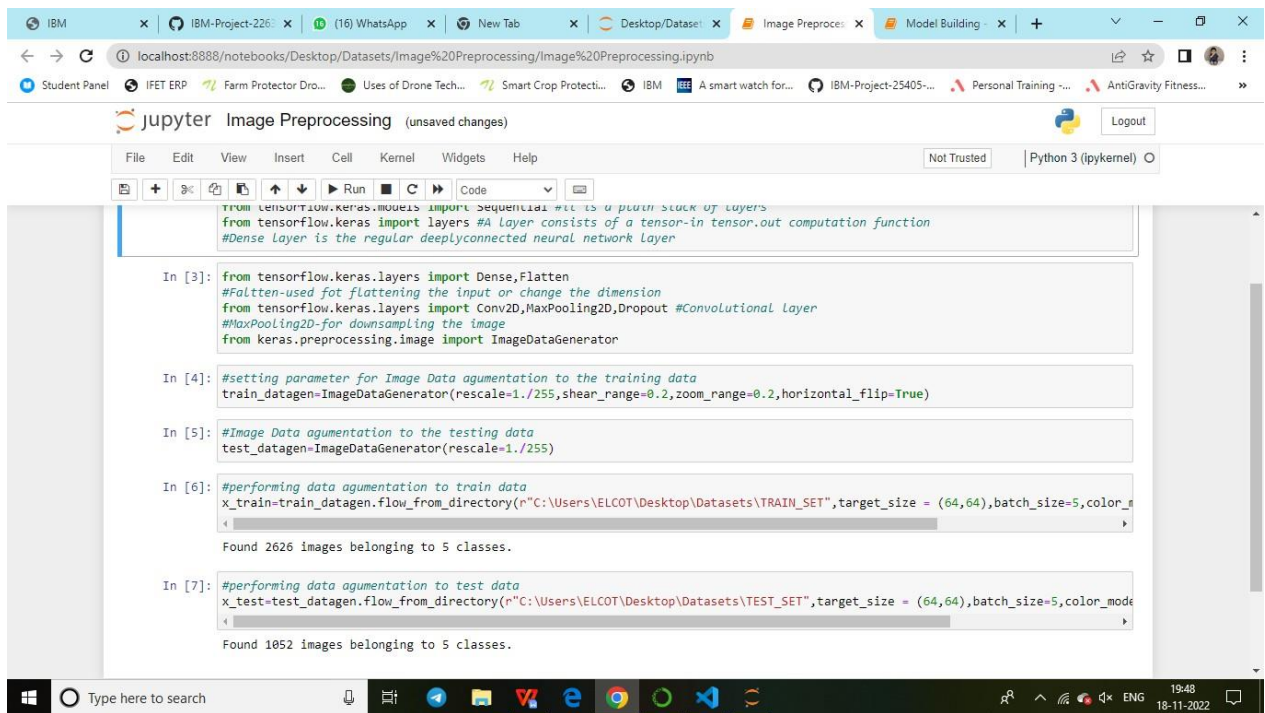 IBM
IBM-Project-2263
(16) WhatsApp
New Tab
Desktop/Dataset
Image Preproces
Model Building -
localhost:8888/notebooks/Desktop/Datasets/Image%20Preprocessing/Image%20Preprocessing.ipynb
Student Panel
IFET ERP
Farm Protector Dro...
Uses of Drone Tech...
Smart Crop Protecti...
IBM
IEEE A smart watch for...
IBM-Project-25405-...
Personal Training -...
AntiGravity Fitness...
jupyter Image Preprocessing (unsaved changes)
Logout
File Edit View Insert Cell Kernel Widgets Help
Not Trusted
Python 3 (ipykernel)
Run
Code
from tensorflow.keras.models import Sequential #it is a plain stack of layers
from tensorflow.keras import layers #A layer consists of a tensor-in tensor.out computation function
#Dense layer is the regular deeplyconnected neural network layer
In [3]: from tensorflow.keras.layers import Dense,Flatten
#Faltten-used fot flattening the input or change the dimension
from tensorflow.keras.layers import Conv2D,MaxPooling2D,Dropout #Convolutional layer
#MaxPooling2D-for downsampling the image
from keras.preprocessing.image import ImageDataGenerator
In [4]: #setting parameter for Image Data agumentation to the training data
train_datagen=ImageDataGenerator(rescale=1./255,shear_range=0.2,zoom_range=0.2,horizontal_flip=True)
In [5]: #Image Data agumentation to the testing data
test_datagen=ImageDataGenerator(rescale=1./255)
In [6]: #performing data agumentation to train data
x_train=train_datagen.flow_from_directory(r"C:\Users\ELCOT\Desktop\Datasets\TRAIN_SET",target_size = (64,64),batch_size=5,color_m
Found 2626 images belonging to 5 classes.
In [7]: #performing data agumentation to test data
x_test=test_datagen.flow_from_directory(r"C:\Users\ELCOT\Desktop\Datasets\TEST_SET",target_size = (64,64),batch_size=5,color_mode
Found 1052 images belonging to 5 classes.
Type here to search
ENG
19:48
18-11-2022